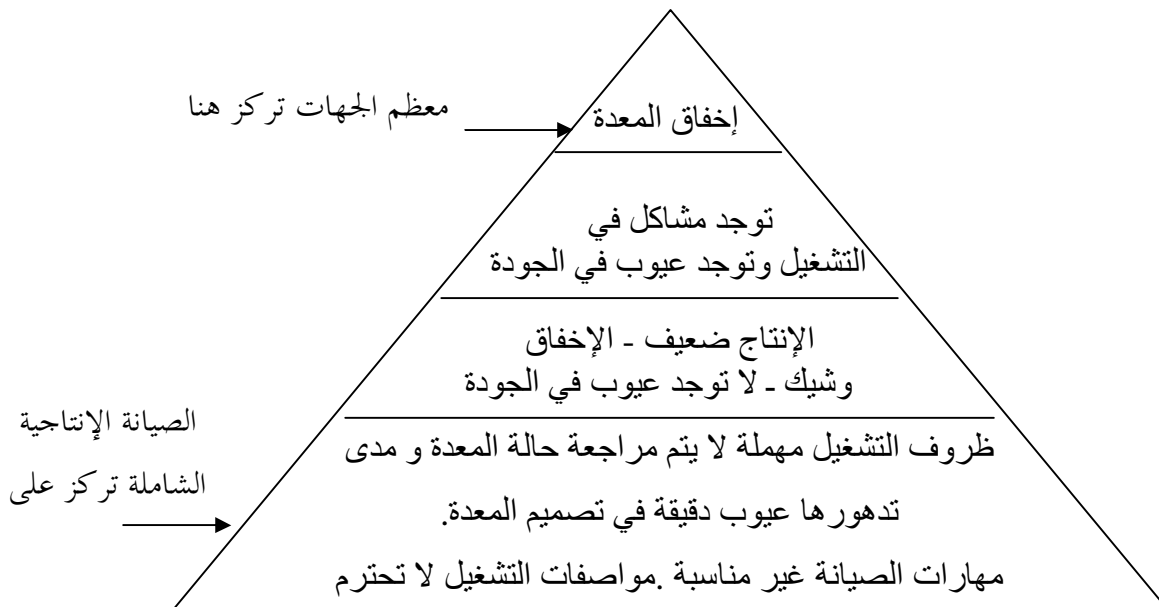 معظم الجهات تركز هنا
إخفاق المعدة
توجد مشاكل في
التشغيل وتوجد عيوب في الجودة
الإنتاج ضعيف - الإخفاق
وشيك - لا توجد عيوب في الجودة
الصيانة الإنتاجية
الشاملة تركز على
ظروف التشغيل مهملة لا يتم مراجعة حالة المعدة و مدى
تدهورها عيوب دقيقة في تصميم المعدة.
مهارات الصيانة غير مناسبة .مواصفات التشغيل لا تحترم